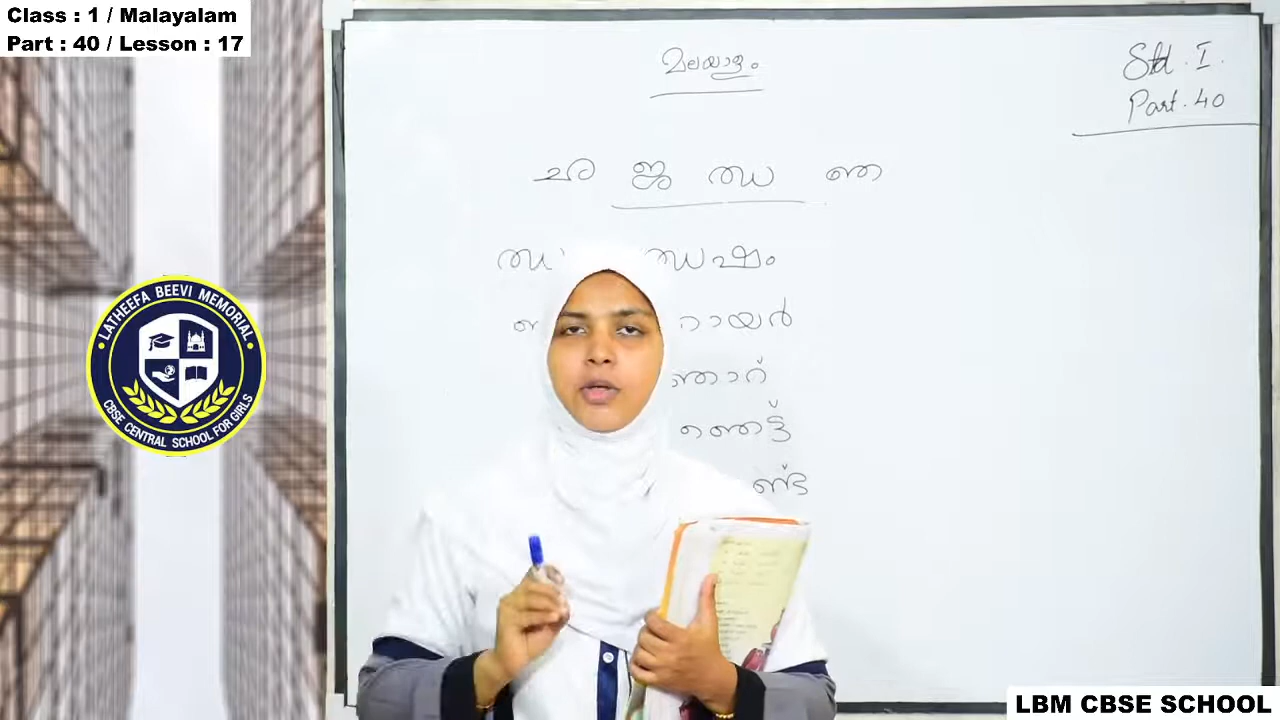 Class : 1 / Malayalam
Part : 40 / Lesson : 17
മലയാളം
Std . I .
Part . 40
ച ജ ഝ ഞ
ഝഷം
ഞായർ
ഞാറ്
ഞെട്ട്
LATHEEFA BEEVI MEMORIAL
CBSE CENTRAL SCHOOL FOR GIRLS
LBM CBSE SCHOOL